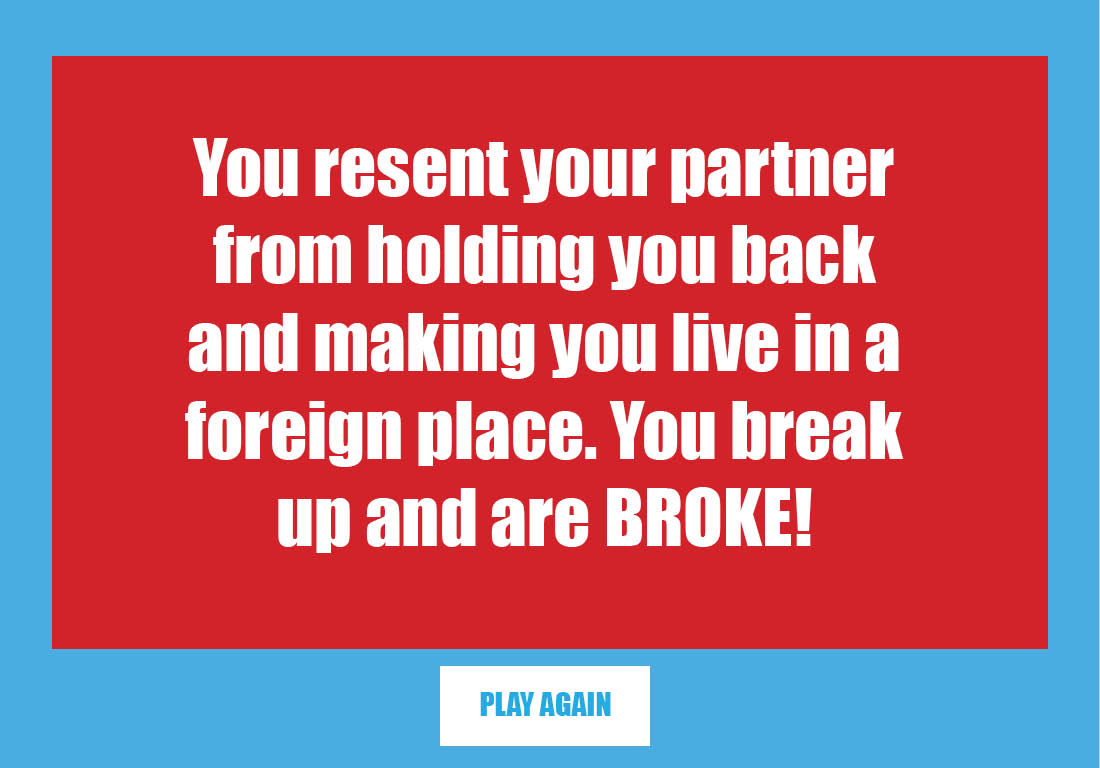 You resent your partner
from holding you back
and making you live in a
foreign place. You break
up and are BROKE!
PLAY AGAIN